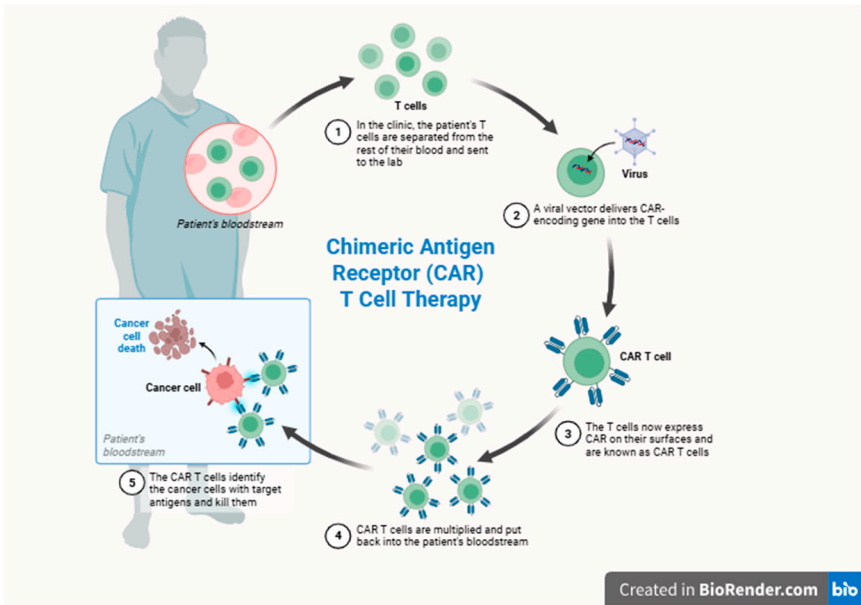 T cells
1
In the clinic, the patient's T
cells are separated from the
rest of their blood and sent
to the lab
Virus
2
A viral vector delivers CAR-
encoding gene into the T cells
Patient's bloodstream
Chimeric Antigen
Receptor (CAR)
T Cell Therapy
CAR T cell
3
The T cells now express
CAR on their surfaces and
are known as CAR T cells
4
CAR T cells are multiplied and put
back into the patient's bloodstream
Cancer
cell
death
Cancer cell
Patient's
bloodstream
5
The CAR T cells identify
the cancer cells with target
antigens and kill them
Created in BioRender.com bio